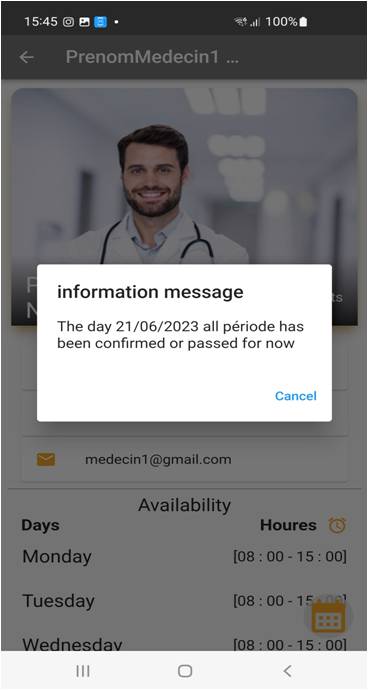 15:45
100%
PrenomMedecin1 ...
P
N
ts
information message
The day 21/06/2023 all période has
been confirmed or passed for now
Cancel
medecin1@gmail.com
Availability
Days Houres
Monday [08 : 00 - 15 : 00]
Tuesday [08 : 00 - 15 : 00]
Wednesday [08 : 00 - 15 : 00]